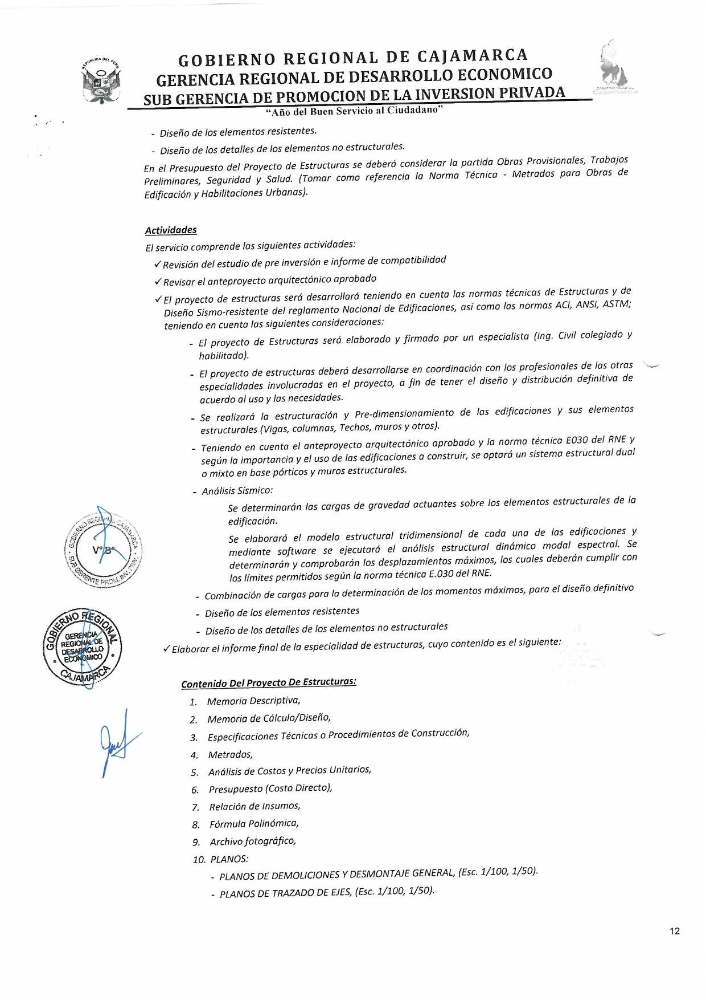 REPUBLICA DEL PERU
GOBIERNO REGIONAL DE CAJAMARCA
GERENCIA REGIONAL DE DESARROLLO ECONOMICO
SUB GERENCIA DE PROMOCION DE LA INVERSION PRIVADA
“Año del Buen Servicio al Ciudadano”
Cajamarca
- Diseño de los elementos resistentes.
- Diseño de los detalles de los elementos no estructurales.
En el Presupuesto del Proyecto de Estructuras se deberá considerar la partida Obras Provisionales, Trabajos
Preliminares, Seguridad y Salud. (Tomar como referencia la Norma Técnica - Metrados para Obras de
Edificación y Habilitaciones Urbanas).
Actividades
El servicio comprende las siguientes actividades:
✓ Revisión del estudio de pre inversión e informe de compatibilidad
✓ Revisar el anteproyecto arquitectónico aprobado
✓ El proyecto de estructuras será desarrollará teniendo en cuenta las normas técnicas de Estructuras y de
Diseño Sismo-resistente del reglamento Nacional de Edificaciones, así como las normas ACI, ANSI, ASTM;
teniendo en cuenta las siguientes consideraciones:
- El proyecto de Estructuras será elaborado y firmado por un especialista (Ing. Civil colegiado y
habilitado).
- El proyecto de estructuras deberá desarrollarse en coordinación con los profesionales de las otras
especialidades involucradas en el proyecto, a fin de tener el diseño y distribución definitiva de
acuerdo al uso y las necesidades.
- Se realizará la estructuración y Pre-dimensionamiento de las edificaciones y sus elementos
estructurales (Vigas, columnas, Techos, muros y otros).
- Teniendo en cuenta el anteproyecto arquitectónico aprobado y la norma técnica E030 del RNE y
según la importancia y el uso de las edificaciones a construir, se optará un sistema estructural dual
o mixto en base pórticos y muros estructurales.
- Análisis Sísmico:
Se determinarán las cargas de gravedad actuantes sobre los elementos estructurales de la
edificación.
Se elaborará el modelo estructural tridimensional de cada una de las edificaciones y
mediante software se ejecutará el análisis estructural dinámico modal espectral. Se
determinarán y comprobarán los desplazamientos máximos, los cuales deberán cumplir con
los límites permitidos según la norma técnica E.030 del RNE.
- Combinación de cargas para la determinación de los momentos máximos, para el diseño definitivo
- Diseño de los elementos resistentes
- Diseño de los detalles de los elementos no estructurales
✓ Elaborar el informe final de la especialidad de estructuras, cuyo contenido es el siguiente:
GOBIERNO REGIONAL CAJAMARCA
V°B°
SUB GERENTE PROM. INV. PRIV.
GOBIERNO REGIONAL
GERENCIA
REGIONAL DE
DESARROLLO
ECONOMICO
CAJAMARCA
Contenido Del Proyecto De Estructuras:
1. Memoria Descriptiva,
2. Memoria de Cálculo/Diseño,
3. Especificaciones Técnicas o Procedimientos de Construcción,
4. Metrados,
5. Análisis de Costos y Precios Unitarios,
6. Presupuesto (Costo Directo),
7. Relación de Insumos,
8. Fórmula Polinómica,
9. Archivo fotográfico,
10. PLANOS:
- PLANOS DE DEMOLICIONES Y DESMONTAJE GENERAL, (Esc. 1/100, 1/50).
- PLANOS DE TRAZADO DE EJES, (Esc. 1/100, 1/50).
12